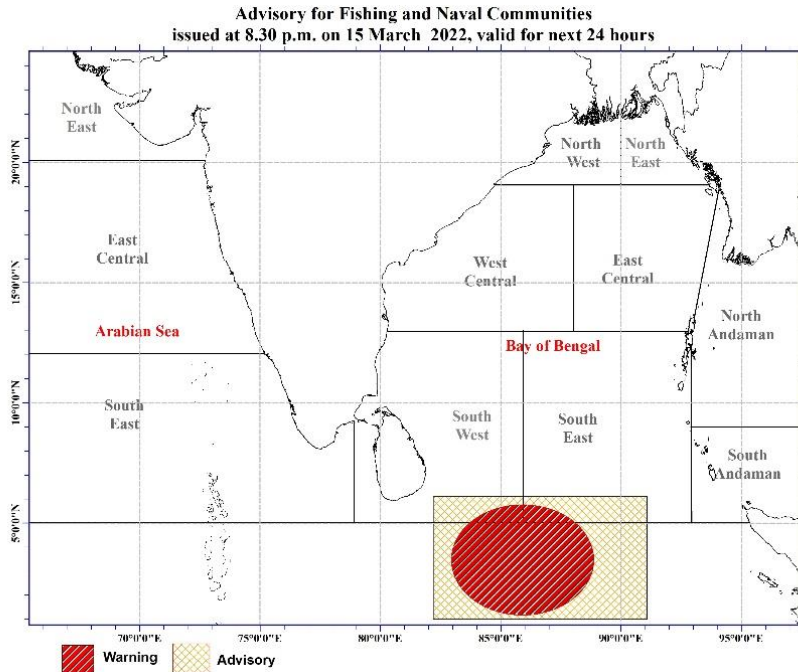 Advisory for Fishing and Naval Communities
issued at 8.30 p.m. on 15 March 2022, valid for next 24 hours
North
East
North
West
North
East
20°0'0"N
East
Central
West
Central
East
Central
15°0'0"N
Arabian Sea
Bay of Bengal
North
Andaman
10°0'0"N
South
East
South
West
South
East
South
Andaman
5°0'0"N
70°0'0"E
75°0'0"E
80°0'0"E
85°0'0"E
90°0'0"E
95°0'0"E
Warning
Advisory